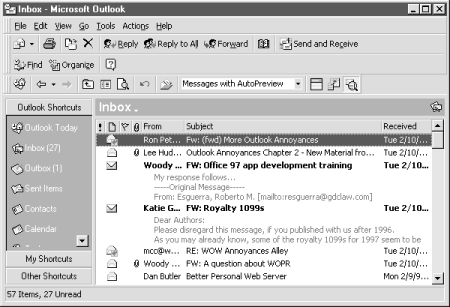 Inbox - Microsoft Outlook
File Edit View Go Tools Actions Help
Reply Reply to All Forward Send and Receive
Find Organize
Messages with AutoPreview
Outlook Shortcuts Inbox .
! From Subject Received
Outlook Today
Ron Pet... Fw: (fwd) More Outlook Annoyances Tue 2/10/...
Inbox (27)
Lee Hud... Outlook Annoyances Chapter 2 - New Material fro... Tue 2/10/...
Woody ... FW: Office 97 app development training Tue 2/10...
My response follows...
Outbox (1)
-----Original Message-----
Sent Items
From: Esguerra, Roberto M. [mailto:resguerra@gdclaw.com]
Katie G... FW: Royalty 1099s Tue 2/10...
Contacts
Dear Authors:
Please disregard this message, if you published with us after 1996.
Calendar
As you may already know, some of the royalty 1099s for 1997 seem to be
mcc@w... RE: WOW Annoyances Alley Tue 2/10/...
My Shortcuts
Woody ... FW: A question about WOPR Tue 2/10/...
Other Shortcuts
Dan Butler Better Personal Web Server Mon 2/9/9...
57 Items, 27 Unread